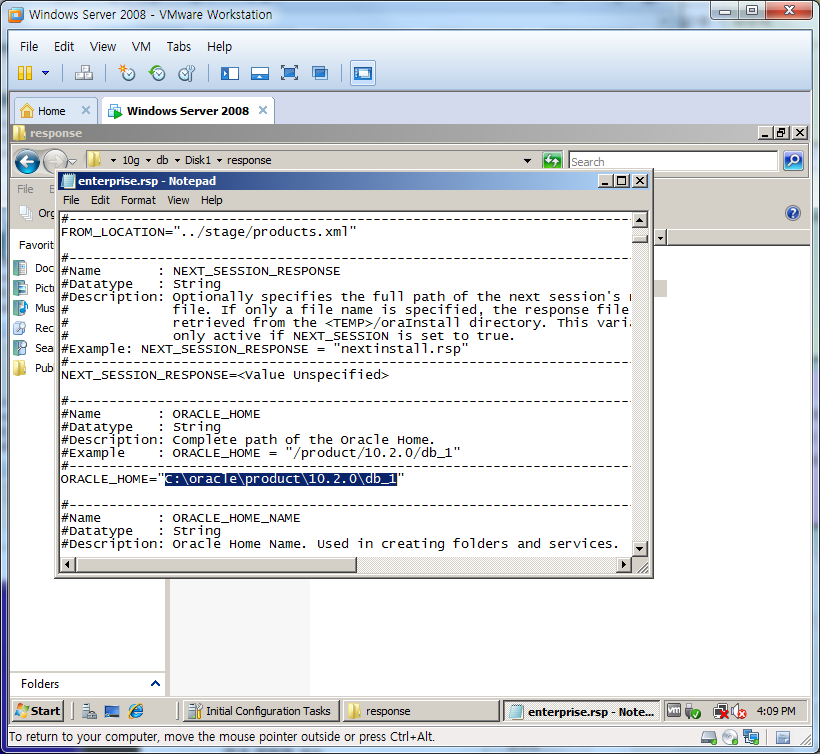 Windows Server 2008 - VMware Workstation
File Edit View VM Tabs Help
Home Windows Server 2008
response
10g db Disk1 response Search
File
Org
enterprise.rsp - Notepad
File Edit Format View Help
#----------------------------------------------------------------------
FROM_LOCATION="../stage/products.xml"
#----------------------------------------------------------------------
#Name : NEXT_SESSION_RESPONSE
#Datatype : String
#Description: Optionally specifies the full path of the next session's
# file. If only a file name is specified, the response file
# retrieved from the <TEMP>/oraInstall directory. This
# only active if NEXT_SESSION is set to true.
#Example: NEXT_SESSION_RESPONSE = "nextinstall.rsp"
#----------------------------------------------------------------------
NEXT_SESSION_RESPONSE=<Value Unspecified>
#----------------------------------------------------------------------
#Name : ORACLE_HOME
#Datatype : String
#Description: Complete path of the Oracle Home.
#Example : ORACLE_HOME = "/product/10.2.0/db_1"
#----------------------------------------------------------------------
ORACLE_HOME="C:\oracle\product\10.2.0\db_1"
#----------------------------------------------------------------------
#Name : ORACLE_HOME_NAME
#Datatype : String
#Description: Oracle Home Name. Used in creating folders and services.
Favorit
Doc
Pict
Mus
Rec
Sea
Publ
Folders
Start Initial Configuration Tasks response enterprise.rsp - Note... 4:09 PM
To return to your computer, move the mouse pointer outside or press Ctrl+Alt.